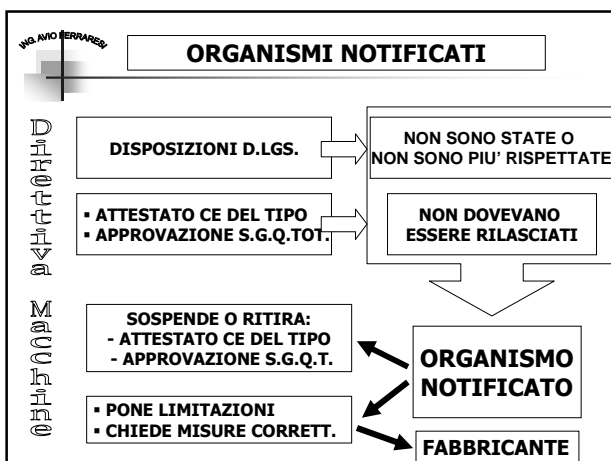 ING. AVIO FERRARESI
ORGANISMI NOTIFICATI
Direttiva Macchine
DISPOSIZIONI D.LGS.
NON SONO STATE O
NON SONO PIU' RISPETTATE
▪ ATTESTATO CE DEL TIPO
▪ APPROVAZIONE S.G.Q.TOT.
NON DOVEVANO
ESSERE RILASCIATI
SOSPENDE O RITIRA:
- ATTESTATO CE DEL TIPO
- APPROVAZIONE S.G.Q.T.
ORGANISMO
NOTIFICATO
▪ PONE LIMITAZIONI
▪ CHIEDE MISURE CORRETT.
FABBRICANTE